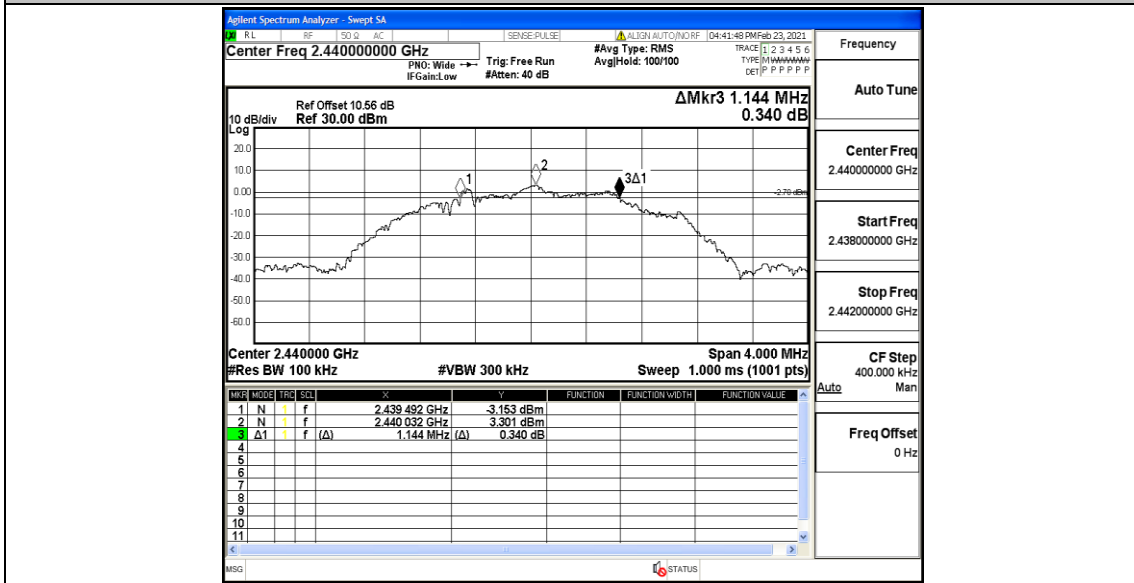 Agilent Spectrum Analyzer - Swept SA
RL RF 50 Ω AC SENSE:PULSE ALIGN AUTO/NO RF 04:41:48 PM Feb 23, 2021
Center Freq 2.440000000 GHz
PNO: Wide
IFGain:Low
Trig: Free Run
#Atten: 40 dB
#Avg Type: RMS
Avg|Hold: 100/100
TRACE 1 2 3 4 5 6
TYPE M WWWWW
DET P P P P P P
Frequency
Auto Tune
Center Freq
2.440000000 GHz
Start Freq
2.438000000 GHz
Stop Freq
2.442000000 GHz
CF Step
400.000 kHz
Auto Man
Freq Offset
0 Hz
ΔMkr3 1.144 MHz
0.340 dB
Ref Offset 10.56 dB
10 dB/div Ref 30.00 dBm
Log
20.0
10.0
0.00
-10.0
-20.0
-30.0
-40.0
-50.0
-60.0
1
2
3Δ1
-2.70 dBm
Center 2.440000 GHz Span 4.000 MHz
#Res BW 100 kHz #VBW 300 kHz Sweep 1.000 ms (1001 pts)
MKR MODE TRC SCL X Y FUNCTION FUNCTION WIDTH FUNCTION VALUE
1 N 1 f 2.439 492 GHz -3.153 dBm
2 N 1 f 2.440 032 GHz 3.301 dBm
3 Δ1 1 f (Δ) 1.144 MHz (Δ) 0.340 dB
4
5
6
7
8
9
10
11
MSG STATUS